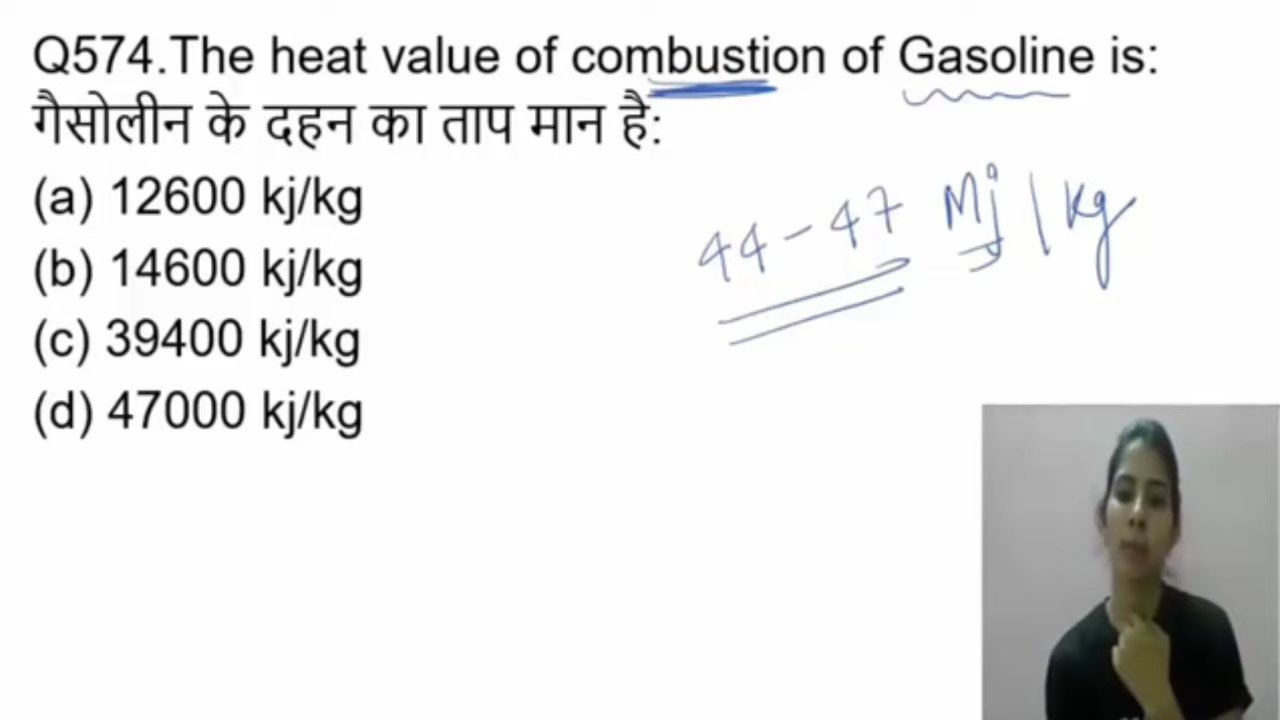 Q574.The heat value of combustion of Gasoline is:
गैसोलीन के दहन का ताप मान है:
(a) 12600 kj/kg
(b) 14600 kj/kg
(c) 39400 kj/kg
(d) 47000 kj/kg
44-47 Mj/kg